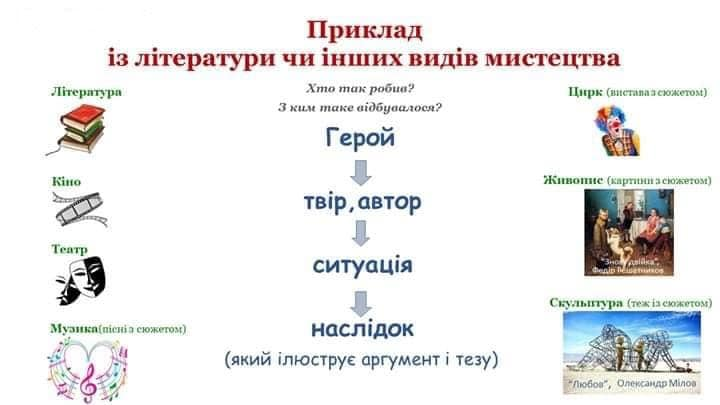 Приклад
із літератури чи інших видів мистецтва
Література
Хто так робив?
З ким таке відбувалося?
Цирк (вистава з сюжетом)
Герой
Кіно
Живопис (картини з сюжетом)
твір, автор
Театр
ситуація
"Знову двійка",
Федір Решетников
Музика(пісні з сюжетом)
наслідок
(який ілюструє аргумент і тезу)
Скульптура (теж із сюжетом)
"Любов", Олександр Мілов